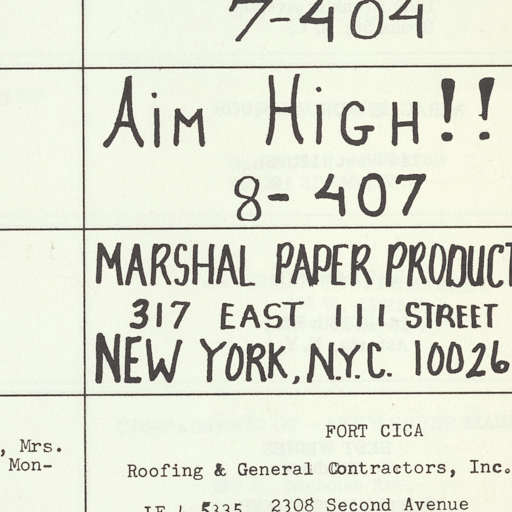 7-404
Aim HiGH!!
8-407
MARSHAL PAPER PRODUCT
317 EAST 111 STREET
NEW YORK, N.Y.C. 10026
, Mrs.
Mon-
FORT CICA
Roofing & General Contractors, Inc.
LE 4 5335 2308 Second Avenue